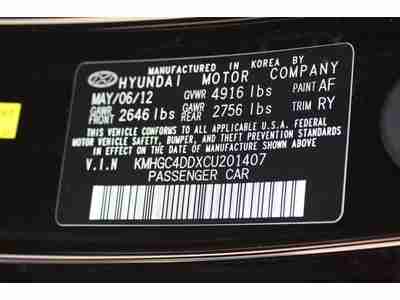 MANUFACTURED IN KOREA BY
HYUNDAI MOTOR COMPANY
MAY/06/12 GVWR 4916 lbs PAINT AF
GAWR FRONT 2646 lbs GAWR REAR 2756 lbs TRIM RY
THIS VEHICLE CONFORMS TO ALL APPLICABLE U.S.A. FEDERAL
MOTOR VEHICLE SAFETY, BUMPER, AND THEFT PREVENTION
STANDARDS IN EFFECT ON THE DATE OF MANUFACTURE SHOWN ABOVE.
V.I.N KMHGC4DDXCU201407
PASSENGER CAR